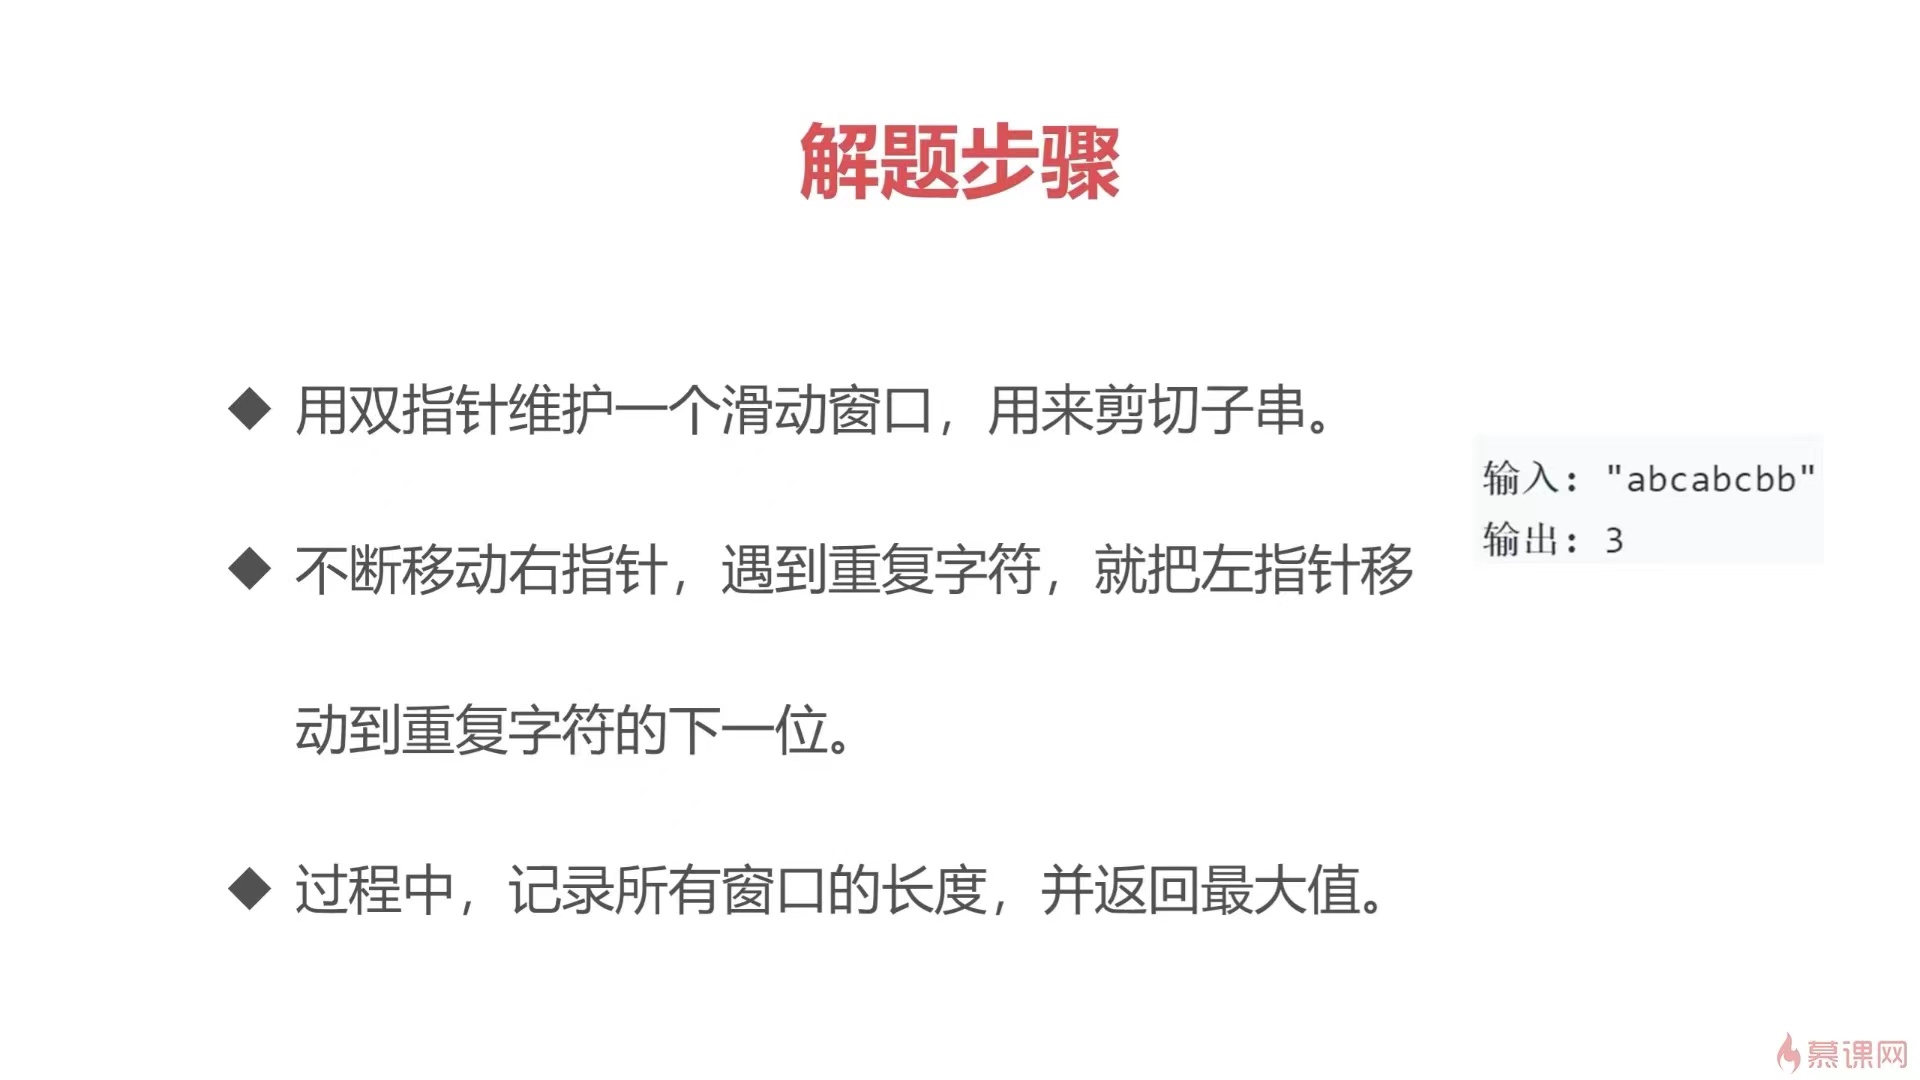 解题步骤
◆ 用双指针维护一个滑动窗口，用来剪切子串。
输入: "abcabcbb"
输出: 3
◆ 不断移动右指针，遇到重复字符，就把左指针移
动到重复字符的下一位。
◆ 过程中，记录所有窗口的长度，并返回最大值。
慕课网